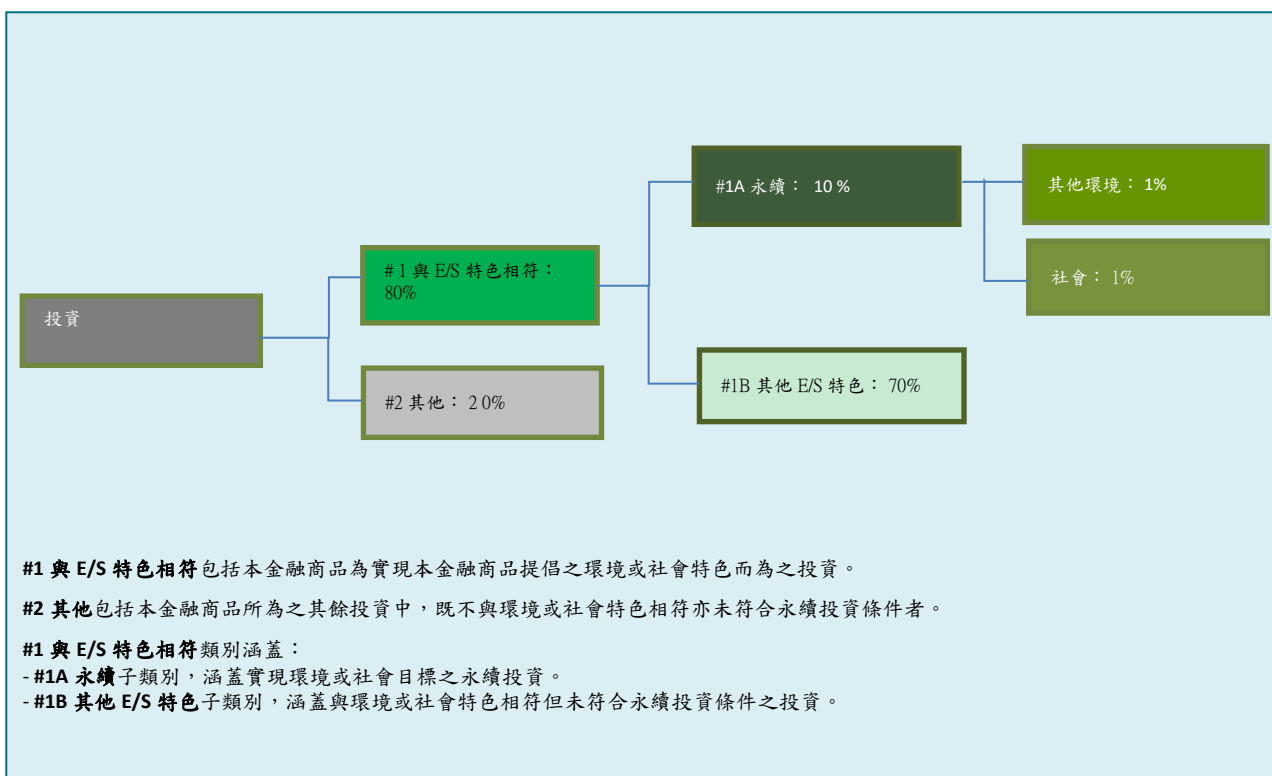 #1A 永續： 10 %
其他環境：1%
# 1 與 E/S 特色相符：
80%
社會：1%
投資
#1B 其他 E/S 特色：70%
#2 其他：2 0%
#1 與 E/S 特色相符包括本金融商品為實現本金融商品提倡之環境或社會特色而為之投資。
#2 其他包括本金融商品所為之其餘投資中，既不與環境或社會特色相符亦未符合永續投資條件者。
#1 與 E/S 特色相符類別涵蓋：
- #1A 永續子類別，涵蓋實現環境或社會目標之永續投資。
- #1B 其他 E/S 特色子類別，涵蓋與環境或社會特色相符但未符合永續投資條件之投資。